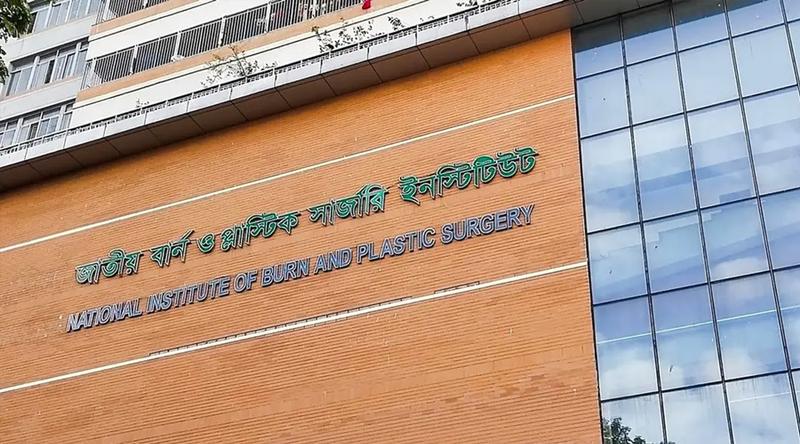 জাতীয় বার্ন ও প্লাস্টিক সার্জারি ইনস্টিটিউট
NATIONAL INSTITUTE OF BURN AND PLASTIC SURGERY